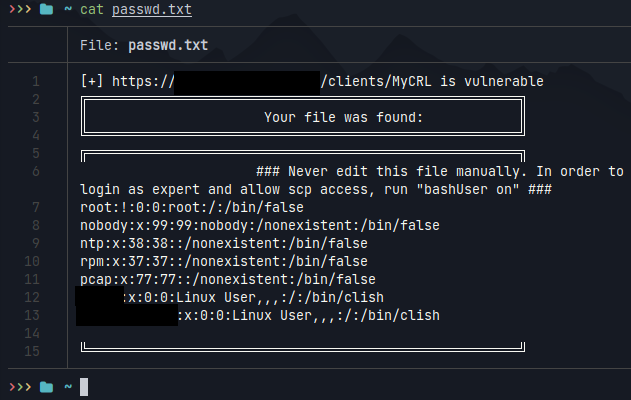 ~ cat passwd.txt
File: passwd.txt
1 [+] https:// /clients/MyCRL is vulnerable
2
3 Your file was found:
4
5
6 ### Never edit this file manually. In order to
login as expert and allow scp access, run "bashUser on" ###
7 root:!:0:0:root:/:/bin/false
8 nobody:x:99:99:nobody:/nonexistent:/bin/false
9 ntp:x:38:38::/nonexistent:/bin/false
10 rpm:x:37:37::/nonexistent:/bin/false
11 pcap:x:77:77::/nonexistent:/bin/false
12 :x:0:0:Linux User,,,:/:/bin/clish
13 :x:0:0:Linux User,,,:/:/bin/clish
14
15
~